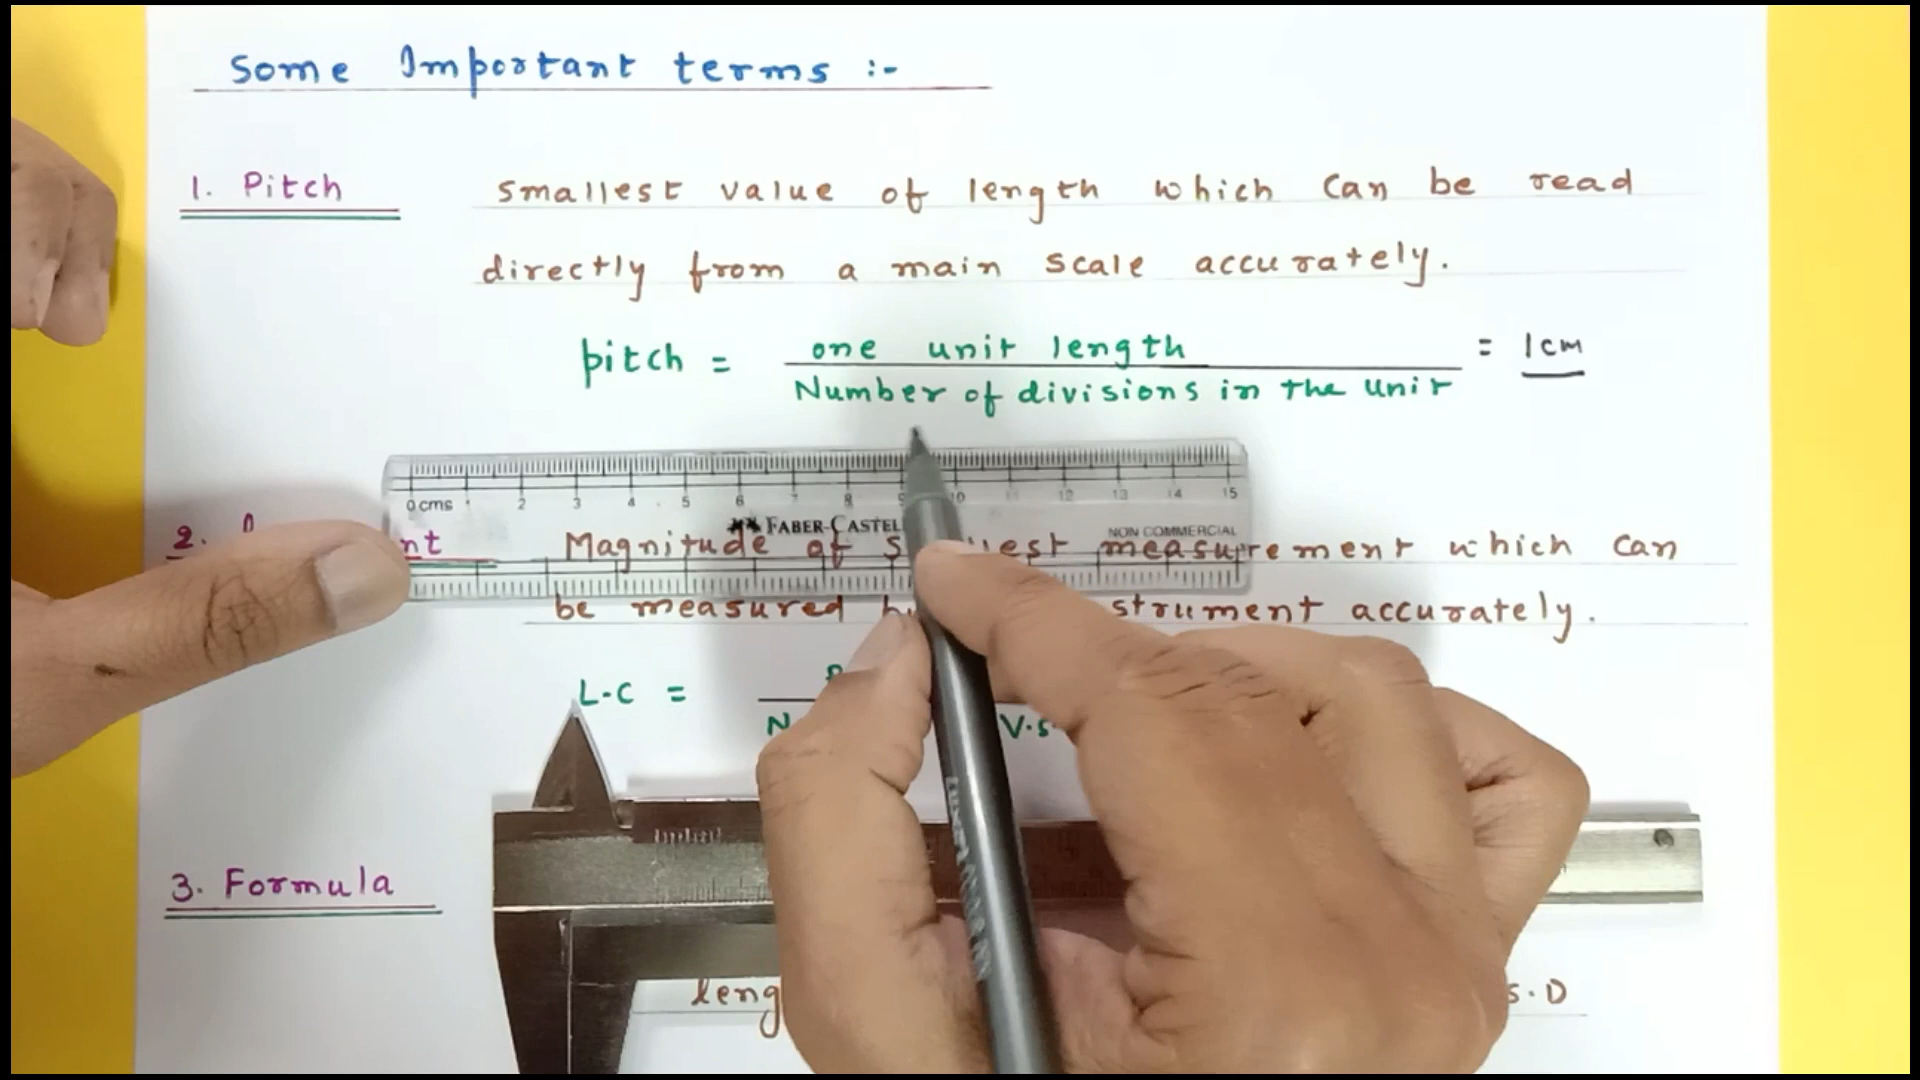 Some Important terms :-
1. Pitch
Smallest value of length which can be read
directly from a main scale accurately.
pitch = one unit length = 1cm
Number of divisions in the unit
0 cms 1 2 3 4 5 6 7 8 9 10 11 12 13 14 15
FABER-CASTEL
NON COMMERCIAL
2.
nt
Magnitude of measurement which can
be measured strument accurately.
L.C =
N V.S
3. Formula
leng S.D